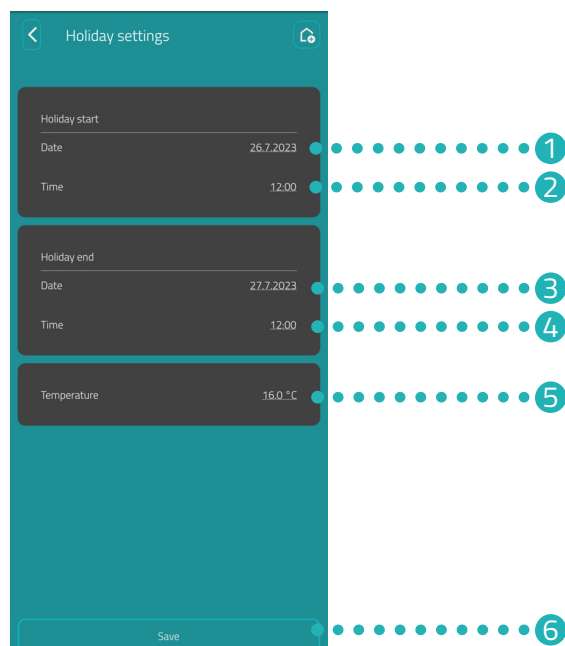 Holiday settings
Holiday start
Date 26.7.2023 1
Time 12:00 2
Holiday end
Date 27.7.2023 3
Time 12:00 4
Temperature 16.0 °C 5
Save 6